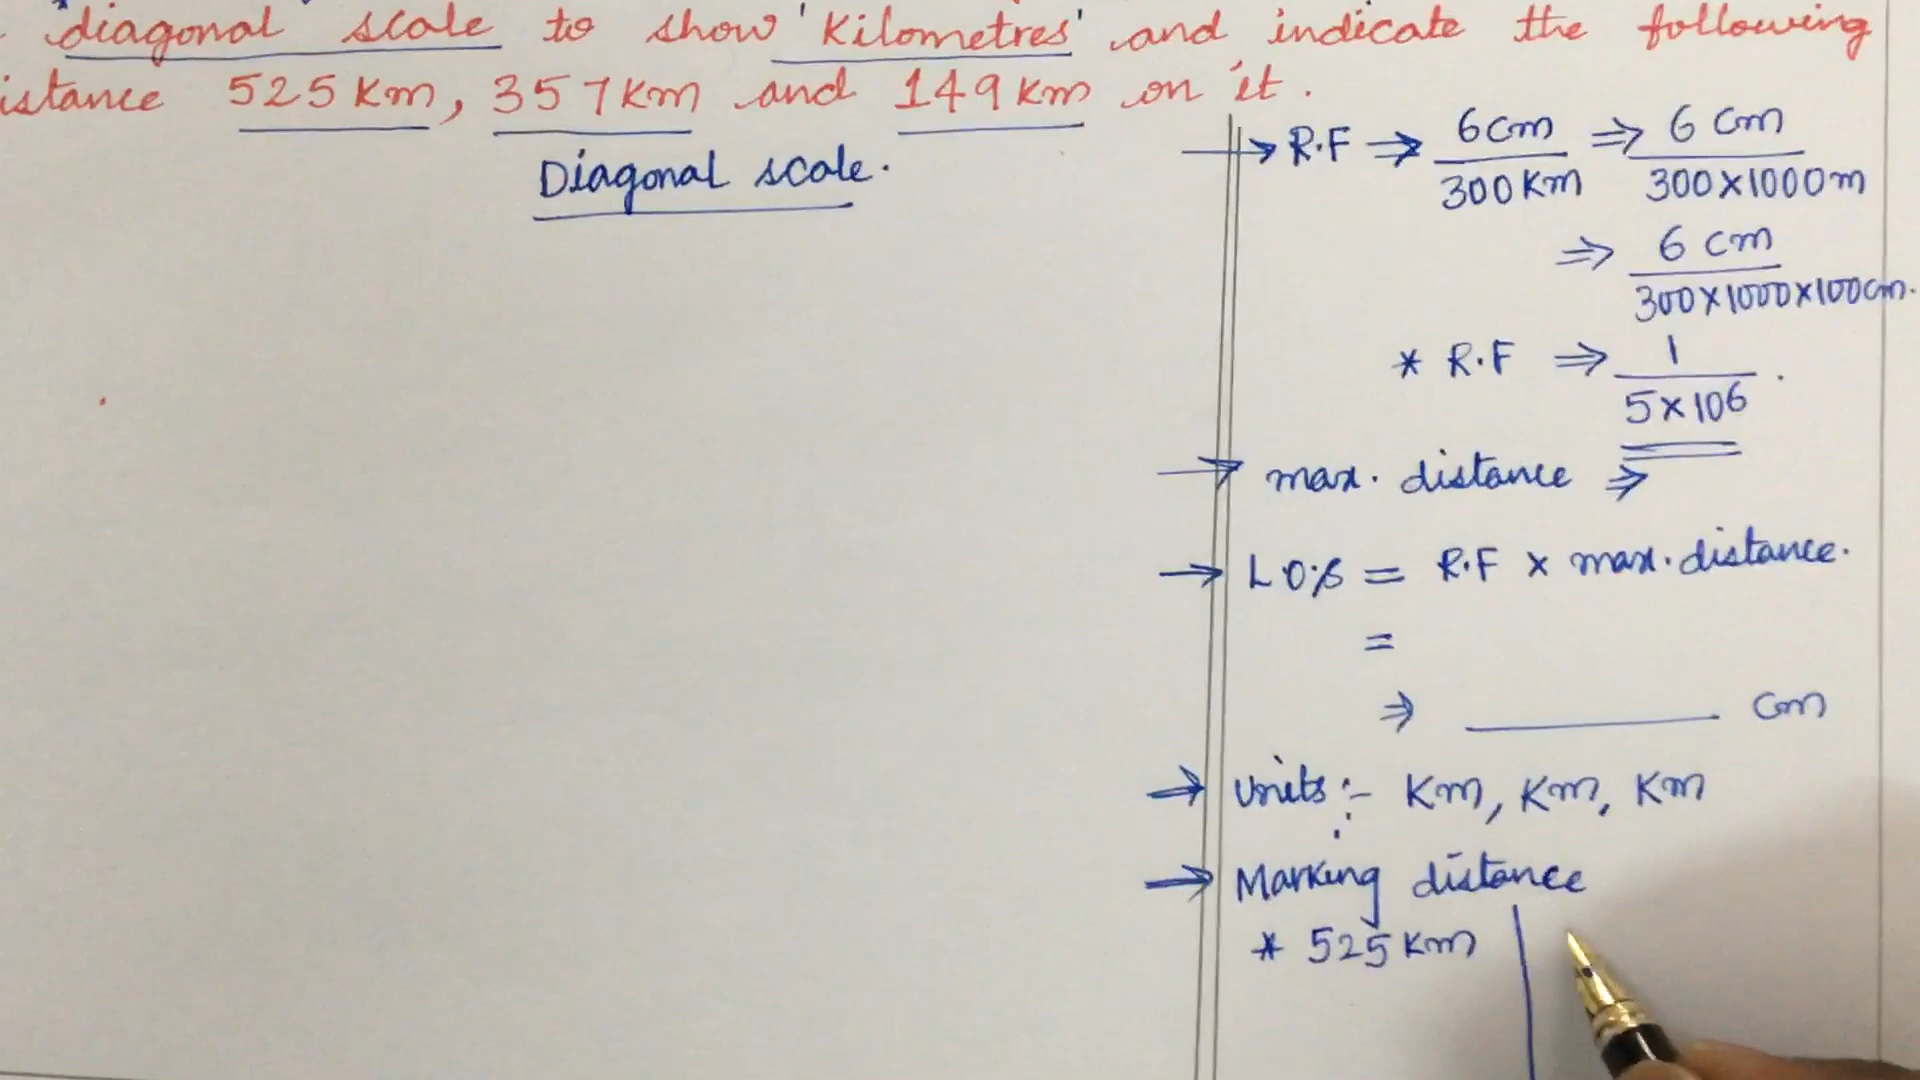 diagonal scale to show 'Kilometres' and indicate the following
istance 525 Km, 357 Km and 149 Km on it.
Diagonal scale.
R.F ⇒ 6cm / 300 Km ⇒ 6 cm / 300 x 1000 m
⇒ 6 cm / 300 x 1000 x 100 cm.
* R.F ⇒ 1 / 5 x 10⁶ .
max. distance ⇒
L.O.S = R.F x max. distance.
=
⇒ ______ cm
Units :- Km, Km, Km
Marking distance
* 525 Km